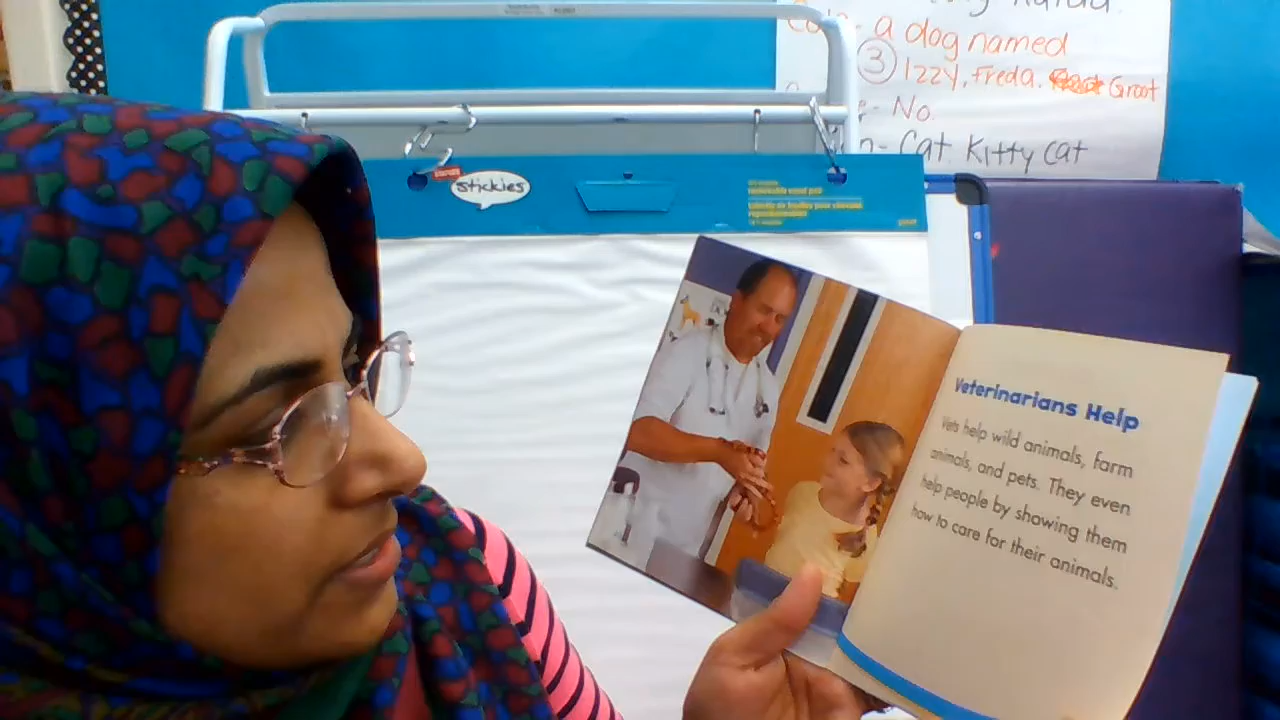 a dog named
3 Izzy, Freda. Groot
- No.
- Cat. Kitty cat
STAPLES
stickies
Veterinarians Help
Vets help wild animals, farm
animals, and pets. They even
help people by showing them
how to care for their animals.